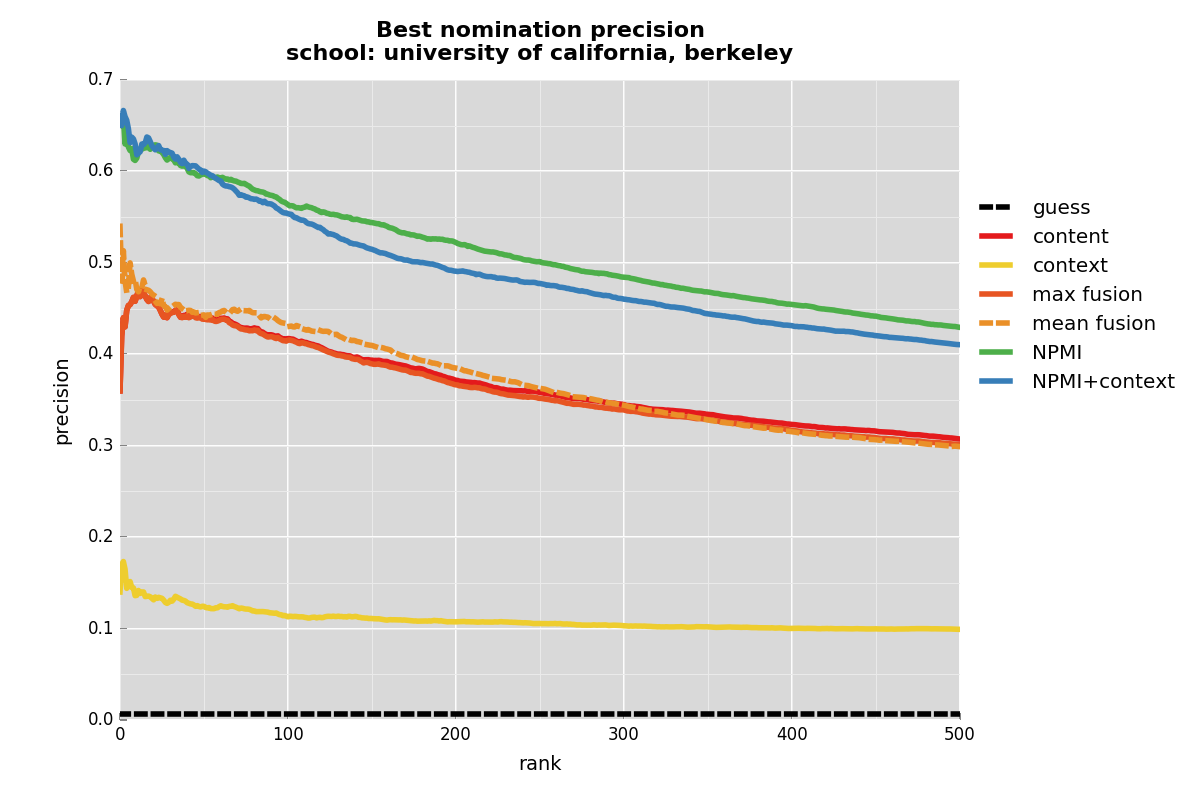 Best nomination precision
school: university of california, berkeley
precision
0.7
0.6
0.5
0.4
0.3
0.2
0.1
0.0
0 100 200 300 400 500
rank
guess
content
context
max fusion
mean fusion
NPMI
NPMI+context